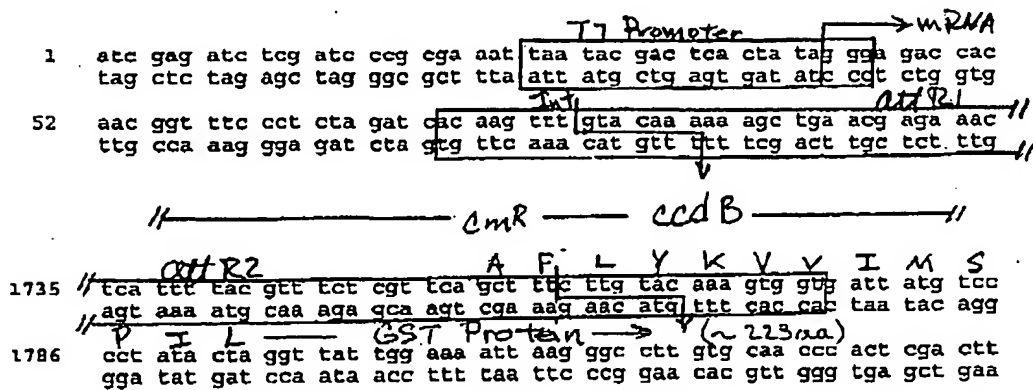 T7 Promoter mRNA
1 atc gag atc tcg atc ccg cga aat taa tac gac tca cta tag gga gac cac
tag ctc tag agc tag ggc gct tta att atg ctg agt gat atc cct ctg gtg
Int attR1
52 aac ggt ttc cct cta gat cac aag ttt gta caa aaa agc tga acg aga aac
ttg cca aag gga gat cta gtg ttc aaa cat gtt ttt tcg act tgc tct ttg
cmR ccdB
attR2 A F L Y K V V I M S
1735 tca ttt tac gtt tct cgt tca gct ttc ttg tac aaa gtg gtg att atg tcc
agt aaa atg caa aga gca agt cga aag aac atg ttt cac cac taa tac agg
P I L GST Protein → (~223aa)
1786 cct ata cta ggt tat tgg aaa att aag ggc ctt gtg caa ccc act cga ctt
gga tat gat cca ata acc ttt taa ttc ccg gaa cac gtt ggg tga gct gaa